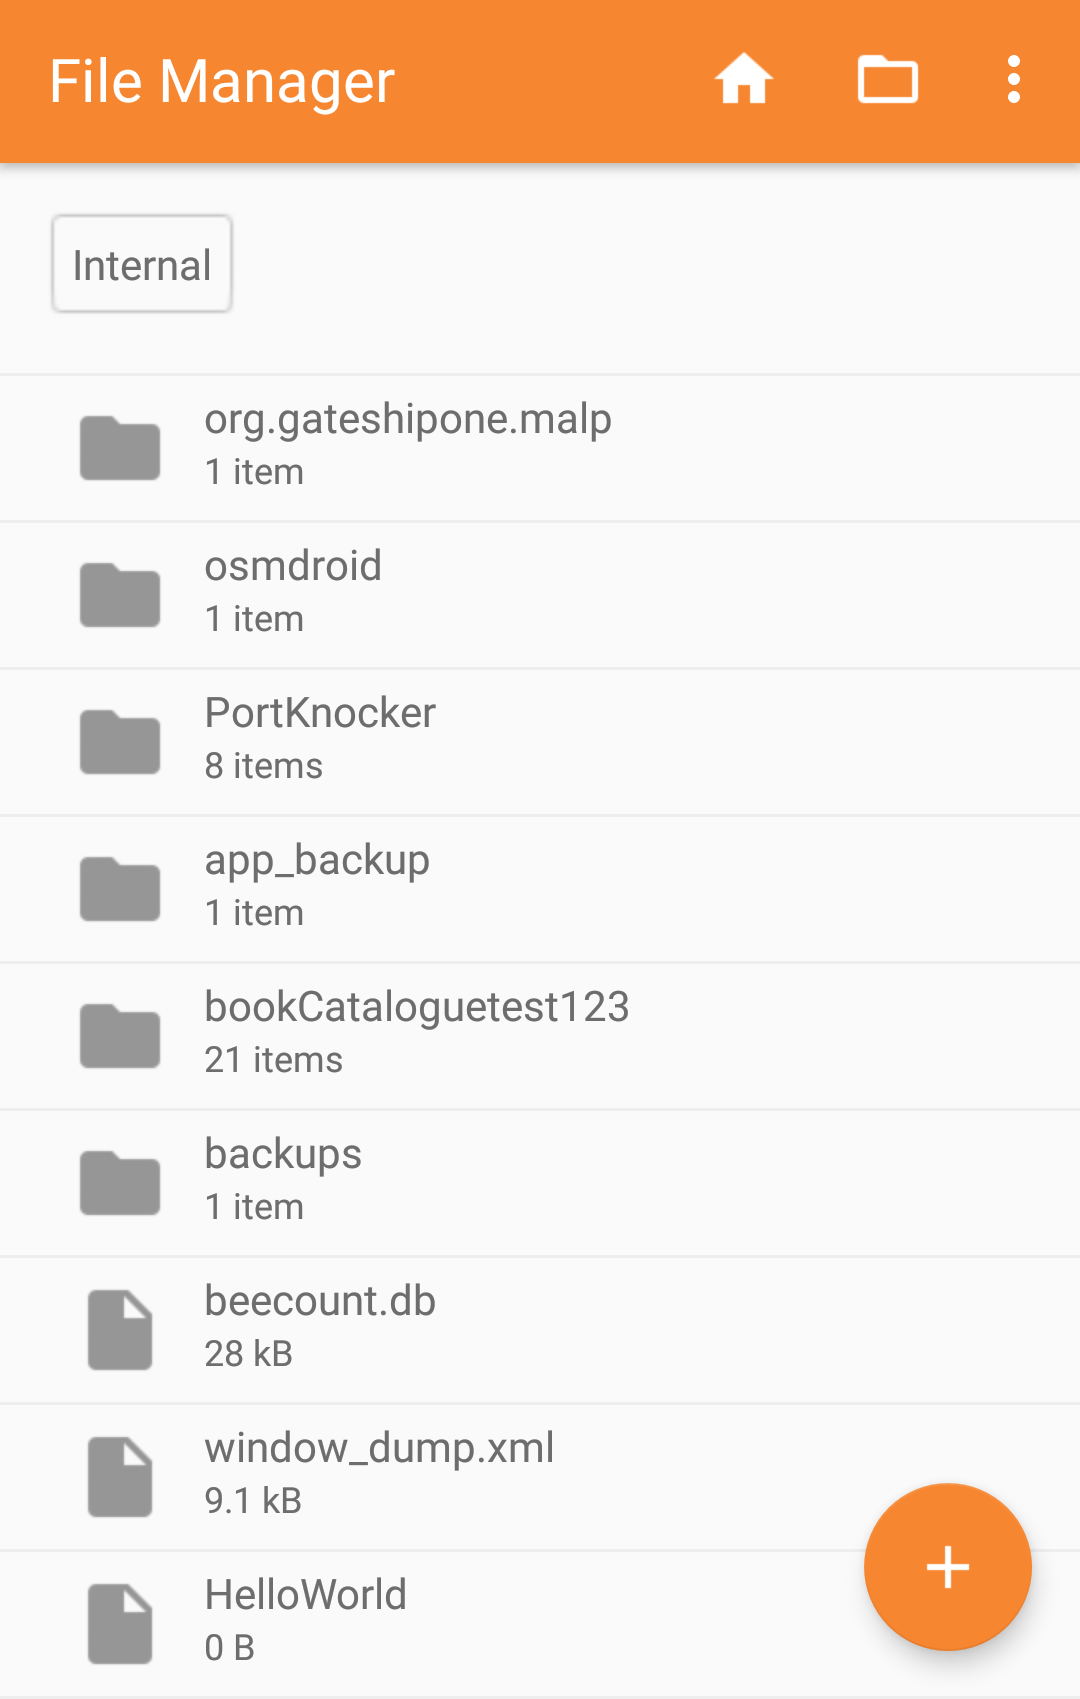 File Manager
Internal
org.gateshipone.malp
1 item
osmdroid
1 item
PortKnocker
8 items
app_backup
1 item
bookCataloguetest123
21 items
backups
1 item
beecount.db
28 kB
window_dump.xml
9.1 kB
HelloWorld
0 B